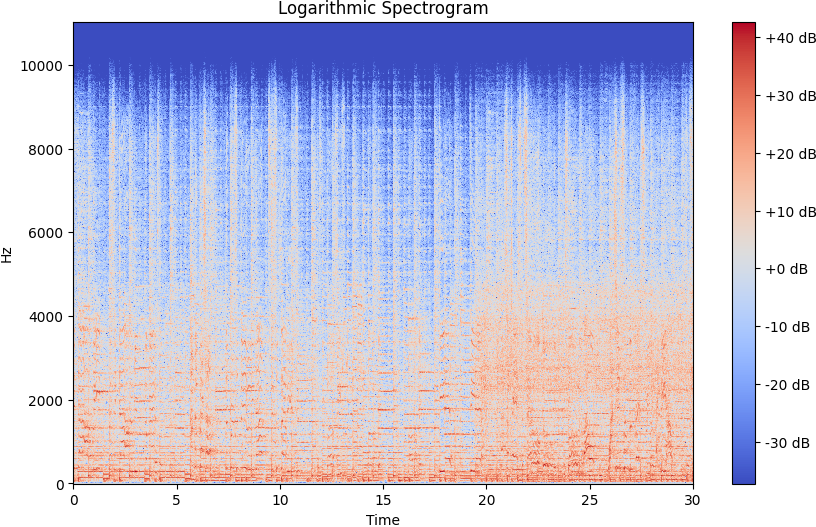 Logarithmic Spectrogram
10000
8000
6000
4000
2000
0
Hz
0 5 10 15 20 25 30
Time
+40 dB
+30 dB
+20 dB
+10 dB
+0 dB
-10 dB
-20 dB
-30 dB